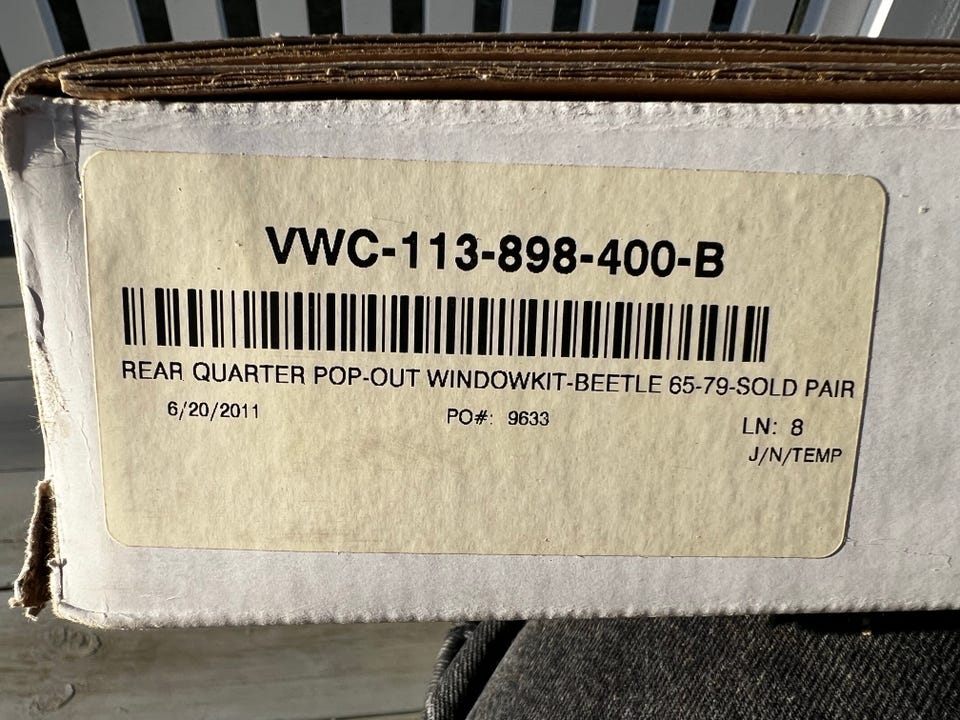 VWC-113-898-400-B
REAR QUARTER POP-OUT WINDOWKIT-BEETLE 65-79-SOLD PAIR
6/20/2011 PO#: 9633 LN: 8
J/N/TEMP